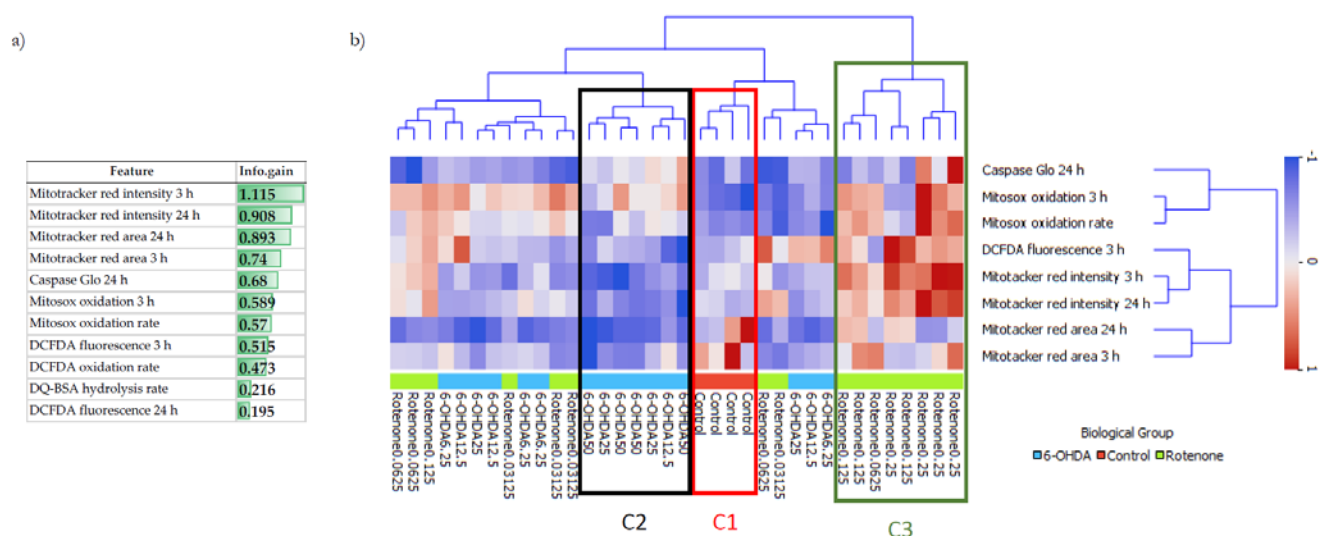 a)
Feature Info.gain
Mitotracker red intensity 3 h 1.115
Mitotracker red intensity 24 h 0.908
Mitotracker red area 24 h 0.893
Mitotracker red area 3 h 0.74
Caspase Glo 24 h 0.68
Mitosox oxidation 3 h 0.589
Mitosox oxidation rate 0.57
DCFDA fluorescence 3 h 0.515
DCFDA oxidation rate 0.473
DQ-BSA hydrolysis rate 0.216
DCFDA fluorescence 24 h 0.195
b)
Caspase Glo 24 h
Mitosox oxidation 3 h
Mitosox oxidation rate
DCFDA fluorescence 3 h
Mitotacker red intensity 3 h
Mitotacker red intensity 24 h
Mitotacker red area 24 h
Mitotacker red area 3 h
-1
0
1
Rotenone0.0625
Rotenone0.0625
Rotenone0.125
6-OHDA6.25
6-OHDA12.5
6-OHDA25
6-OHDA12.5
Rotenone0.03125
6-OHDA6.25
6-OHDA6.25
Rotenone0.03125
Rotenone0.03125
6-OHDA50
6-OHDA25
6-OHDA50
6-OHDA50
6-OHDA25
6-OHDA12.5
6-OHDA50
Control
Control
Control
Control
Rotenone0.0625
Rotenone0.03125
6-OHDA25
6-OHDA12.5
6-OHDA6.25
Rotenone0.125
Rotenone0.125
Rotenone0.0625
Rotenone0.125
Rotenone0.125
Rotenone0.25
Rotenone0.25
Rotenone0.25
Biological Group
6-OHDA Control Rotenone
C2
C1
C3